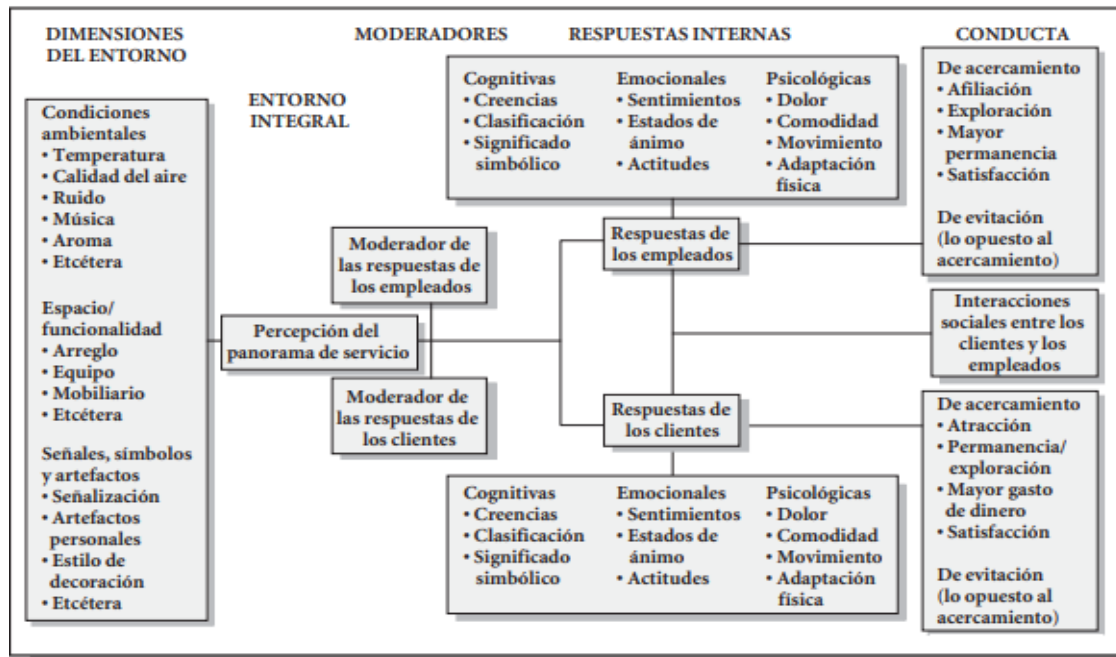 DIMENSIONES
DEL ENTORNO
Condiciones
ambientales
• Temperatura
• Calidad del aire
• Ruido
• Música
• Aroma
• Etcétera
Espacio/
funcionalidad
• Arreglo
• Equipo
• Mobiliario
• Etcétera
Señales, símbolos
y artefactos
• Señalización
• Artefactos
personales
• Estilo de
decoración
• Etcétera
ENTORNO
INTEGRAL
Percepción del
panorama de servicio
MODERADORES
Moderador de
las respuestas de
los empleados
Moderador de
las respuestas de
los clientes
RESPUESTAS INTERNAS
Cognitivas
• Creencias
• Clasificación
• Significado
simbólico
Emocionales
• Sentimientos
• Estados de
ánimo
• Actitudes
Psicológicas
• Dolor
• Comodidad
• Movimiento
• Adaptación
física
Respuestas de
los empleados
Respuestas de
los clientes
Cognitivas
• Creencias
• Clasificación
• Significado
simbólico
Emocionales
• Sentimientos
• Estados de
ánimo
• Actitudes
Psicológicas
• Dolor
• Comodidad
• Movimiento
• Adaptación
física
CONDUCTA
De acercamiento
• Afiliación
• Exploración
• Mayor
permanencia
• Satisfacción
De evitación
(lo opuesto al
acercamiento)
Interacciones
sociales entre los
clientes y los
empleados
De acercamiento
• Atracción
• Permanencia/
exploración
• Mayor gasto
de dinero
• Satisfacción
De evitación
(lo opuesto al
acercamiento)